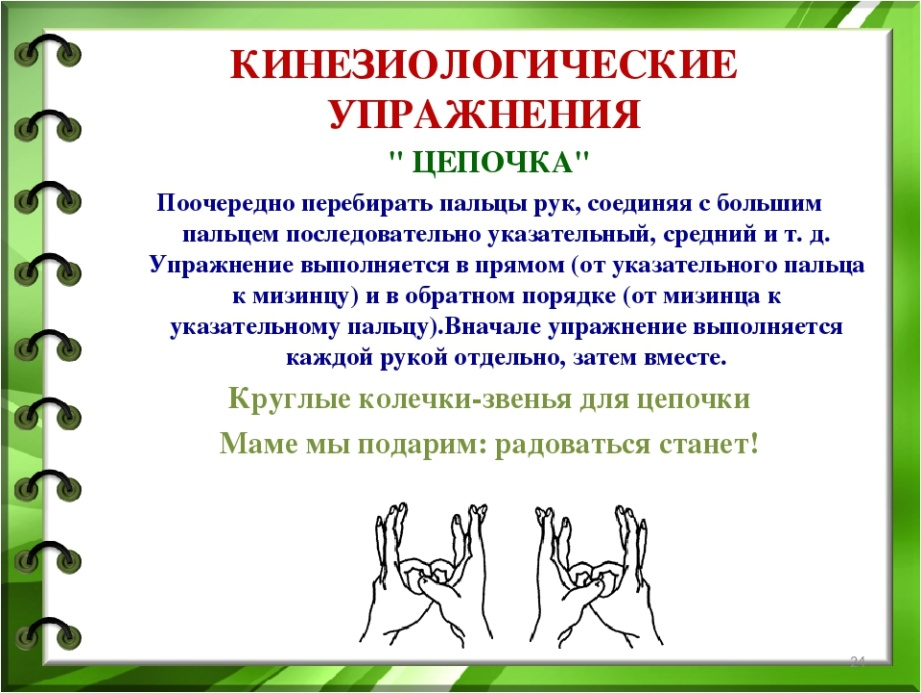 КИНЕЗИОЛОГИЧЕСКИЕ
УПРАЖНЕНИЯ
" ЦЕПОЧКА"
Поочередно перебирать пальцы рук, соединяя с большим
пальцем последовательно указательный, средний и т. д.
Упражнение выполняется в прямом (от указательного пальца
к мизинцу) и в обратном порядке (от мизинца к
указательному пальцу).Вначале упражнение выполняется
каждой рукой отдельно, затем вместе.
Круглые колечки-звенья для цепочки
Маме мы подарим: радоваться станет!
24